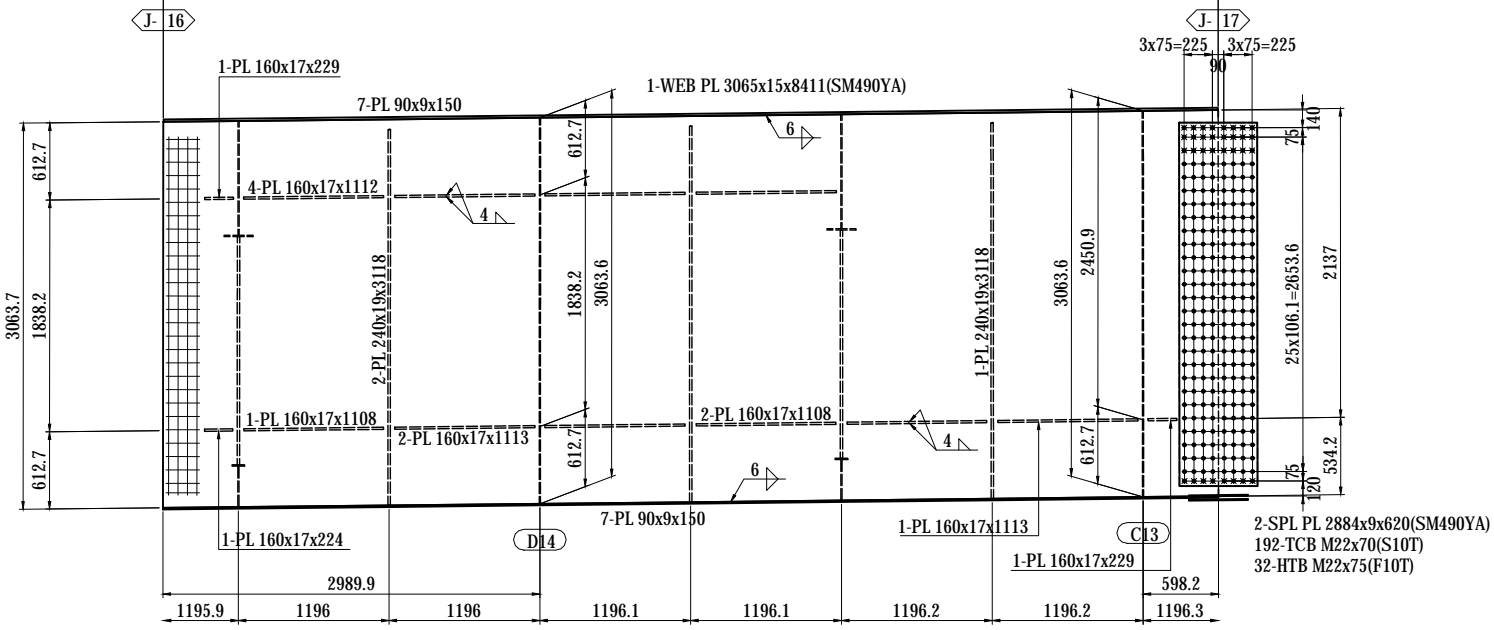 J- 16
J- 17
3x75=225
3x75=225
90
1-PL 160x17x229
1-WEB PL 3065x15x8411(SM490YA)
7-PL 90x9x150
6
140
75
612.7
612.7
4-PL 160x17x1112
4
3063.7
1838.2
2-PL 240x19x3118
1838.2
3063.6
3063.6
2450.9
1-PL 240x19x3118
25x106.1=2653.6
2137
1-PL 160x17x1108
2-PL 160x17x1113
2-PL 160x17x1108
4
612.7
612.7
612.7
534.2
75
120
6
7-PL 90x9x150
1-PL 160x17x224
D14
1-PL 160x17x1113
C13
1-PL 160x17x229
2-SPL PL 2884x9x620(SM490YA)
192-TCB M22x70(S10T)
32-HTB M22x75(F10T)
2989.9
598.2
1195.9
1196
1196
1196.1
1196.1
1196.2
1196.2
1196.3